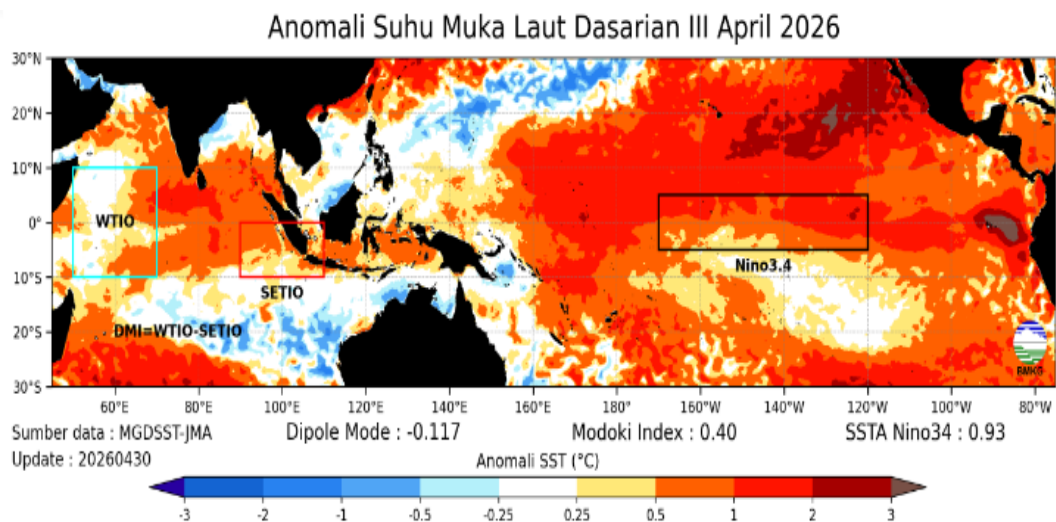 Anomali Suhu Muka Laut Dasarian III April 2026
30°N
20°N
10°N
0°
10°S
20°S
30°S
WTIO
SETIO
DMI=WTIO-SETIO
Nino3.4
BMKG
60°E 80°E 100°E 120°E 140°E 160°E 180° 160°W 140°W 120°W 100°W 80°W
Sumber data : MGDSST-JMA Dipole Mode : -0.117 Modoki Index : 0.40 SSTA Nino34 : 0.93
Update : 20260430
Anomali SST (°C)
-3 -2 -1 -0.5 -0.25 0.25 0.5 1 2 3